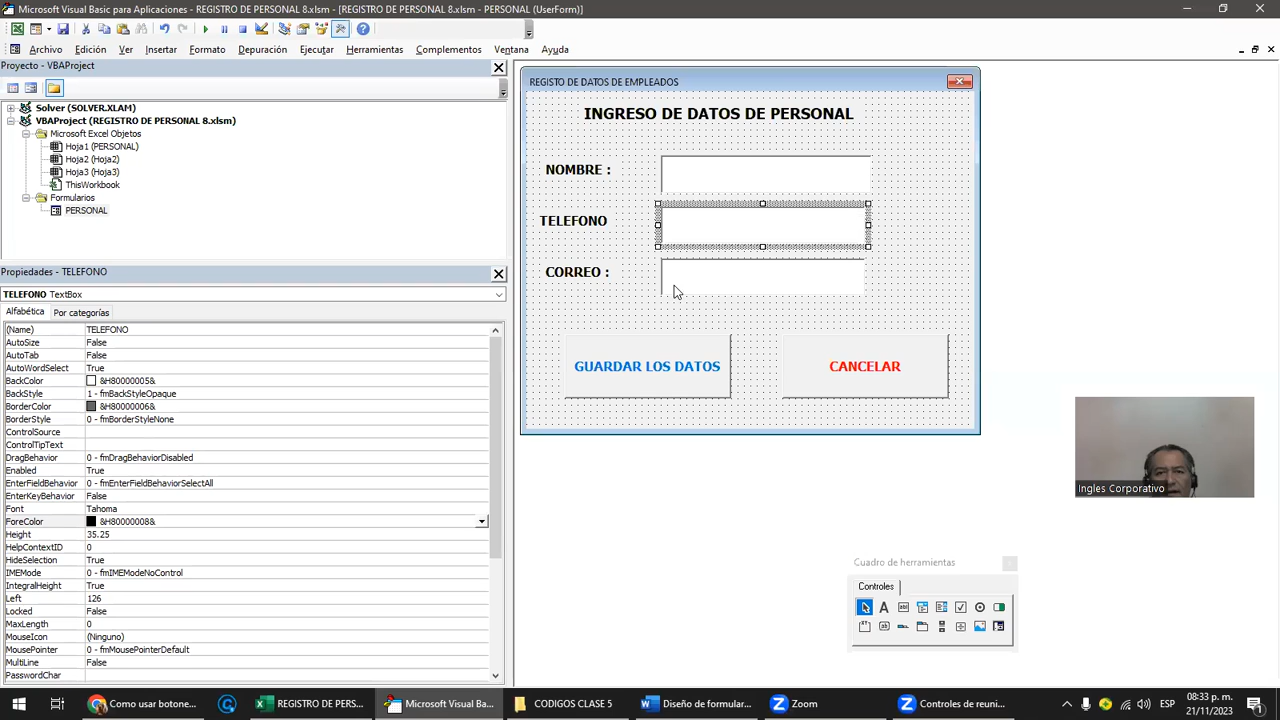 Microsoft Visual Basic para Aplicaciones - REGISTRO DE PERSONAL 8.xlsm - [REGISTRO DE PERSONAL 8.xlsm - PERSONAL (UserForm)]
Archivo Edición Ver Insertar Formato Depuración Ejecutar Herramientas Complementos Ventana Ayuda
Proyecto - VBAProject
Solver (SOLVER.XLAM)
VBAProject (REGISTRO DE PERSONAL 8.xlsm)
Microsoft Excel Objetos
Hoja1 (PERSONAL)
Hoja2 (Hoja2)
Hoja3 (Hoja3)
ThisWorkbook
Formularios
PERSONAL
Propiedades - TELEFONO
TELEFONO TextBox
Alfabética Por categorías
(Name) TELEFONO
AutoSize False
AutoTab False
AutoWordSelect True
BackColor &H80000005&
BackStyle 1 - fmBackStyleOpaque
BorderColor &H80000006&
BorderStyle 0 - fmBorderStyleNone
ControlSource
ControlTipText
DragBehavior 0 - fmDragBehaviorDisabled
Enabled True
EnterFieldBehavior 0 - fmEnterFieldBehaviorSelectAll
EnterKeyBehavior False
Font Tahoma
ForeColor &H80000008&
Height 35.25
HelpContextID 0
HideSelection True
IMEMode 0 - fmIMEModeNoControl
IntegralHeight True
Left 126
Locked False
MaxLength 0
MouseIcon (Ninguno)
MousePointer 0 - fmMousePointerDefault
MultiLine False
PasswordChar
REGISTO DE DATOS DE EMPLEADOS
INGRESO DE DATOS DE PERSONAL
NOMBRE :
TELEFONO
CORREO :
GUARDAR LOS DATOS CANCELAR
Ingles Corporativo
Cuadro de herramientas
Controles
Como usar botone...
REGISTRO DE PERS...
Microsoft Visual Ba...
CODIGOS CLASE 5
Diseño de formular...
Zoom
Controles de reuni...
ESP
08:33 p. m.
21/11/2023